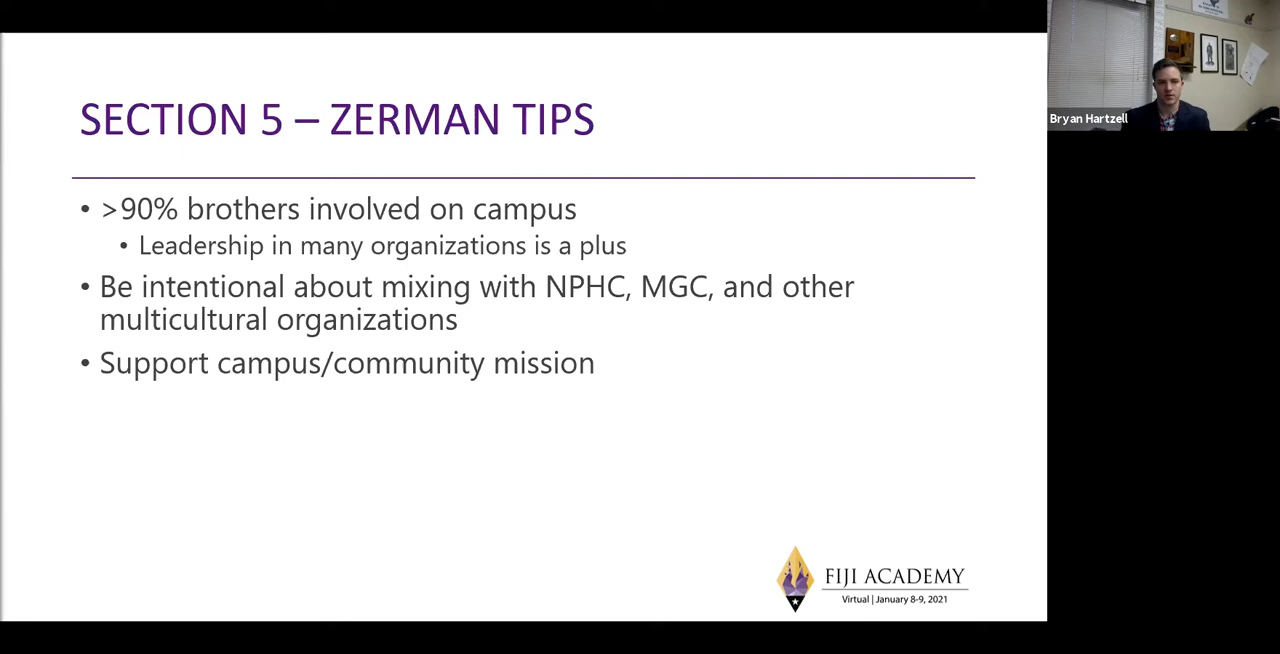 SECTION 5 – ZERMAN TIPS
• >90% brothers involved on campus
• Leadership in many organizations is a plus
• Be intentional about mixing with NPHC, MGC, and other
multicultural organizations
• Support campus/community mission
FIJI ACADEMY
Virtual | January 8-9, 2021
Bryan Hartzell